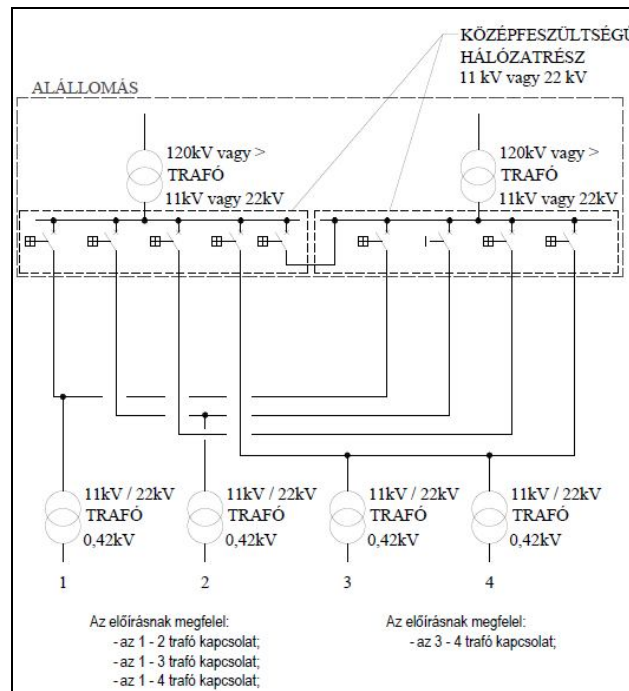 KÖZÉPFESZÜLTSÉGŰ
HÁLÓZATRÉSZ
11 kV vagy 22 kV
ALÁLLOMÁS
120kV vagy >
TRAFÓ
11kV vagy 22kV
120kV vagy >
TRAFÓ
11kV vagy 22kV
11kV / 22kV
TRAFÓ
0,42kV
11kV / 22kV
TRAFÓ
0,42kV
11kV / 22kV
TRAFÓ
0,42kV
11kV / 22kV
TRAFÓ
0,42kV
1
2
3
4
Az előírásnak megfelel:
- az 1 - 2 trafó kapcsolat;
- az 1 - 3 trafó kapcsolat;
- az 1 - 4 trafó kapcsolat;
Az előírásnak megfelel:
- az 3 - 4 trafó kapcsolat;